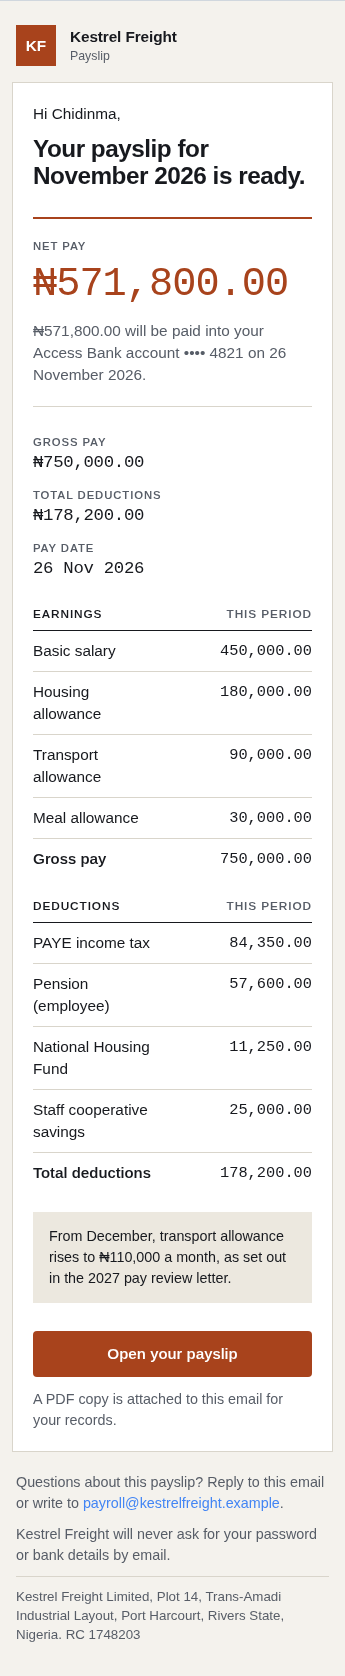 KF
Kestrel Freight
Payslip
Hi Chidinma,
Your payslip for
November 2026 is ready.
NET PAY
₦571,800.00
₦571,800.00 will be paid into your
Access Bank account •••• 4821 on 26
November 2026.
GROSS PAY
₦750,000.00
TOTAL DEDUCTIONS
₦178,200.00
PAY DATE
26 Nov 2026
EARNINGS THIS PERIOD
Basic salary 450,000.00
Housing 180,000.00
allowance
Transport 90,000.00
allowance
Meal allowance 30,000.00
Gross pay 750,000.00
DEDUCTIONS THIS PERIOD
PAYE income tax 84,350.00
Pension 57,600.00
(employee)
National Housing 11,250.00
Fund
Staff cooperative 25,000.00
savings
Total deductions 178,200.00
From December, transport allowance
rises to ₦110,000 a month, as set out
in the 2027 pay review letter.
Open your payslip
A PDF copy is attached to this email for
your records.
Questions about this payslip? Reply to this email
or write to payroll@kestrelfreight.example.
Kestrel Freight will never ask for your password
or bank details by email.
Kestrel Freight Limited, Plot 14, Trans-Amadi
Industrial Layout, Port Harcourt, Rivers State,
Nigeria. RC 1748203